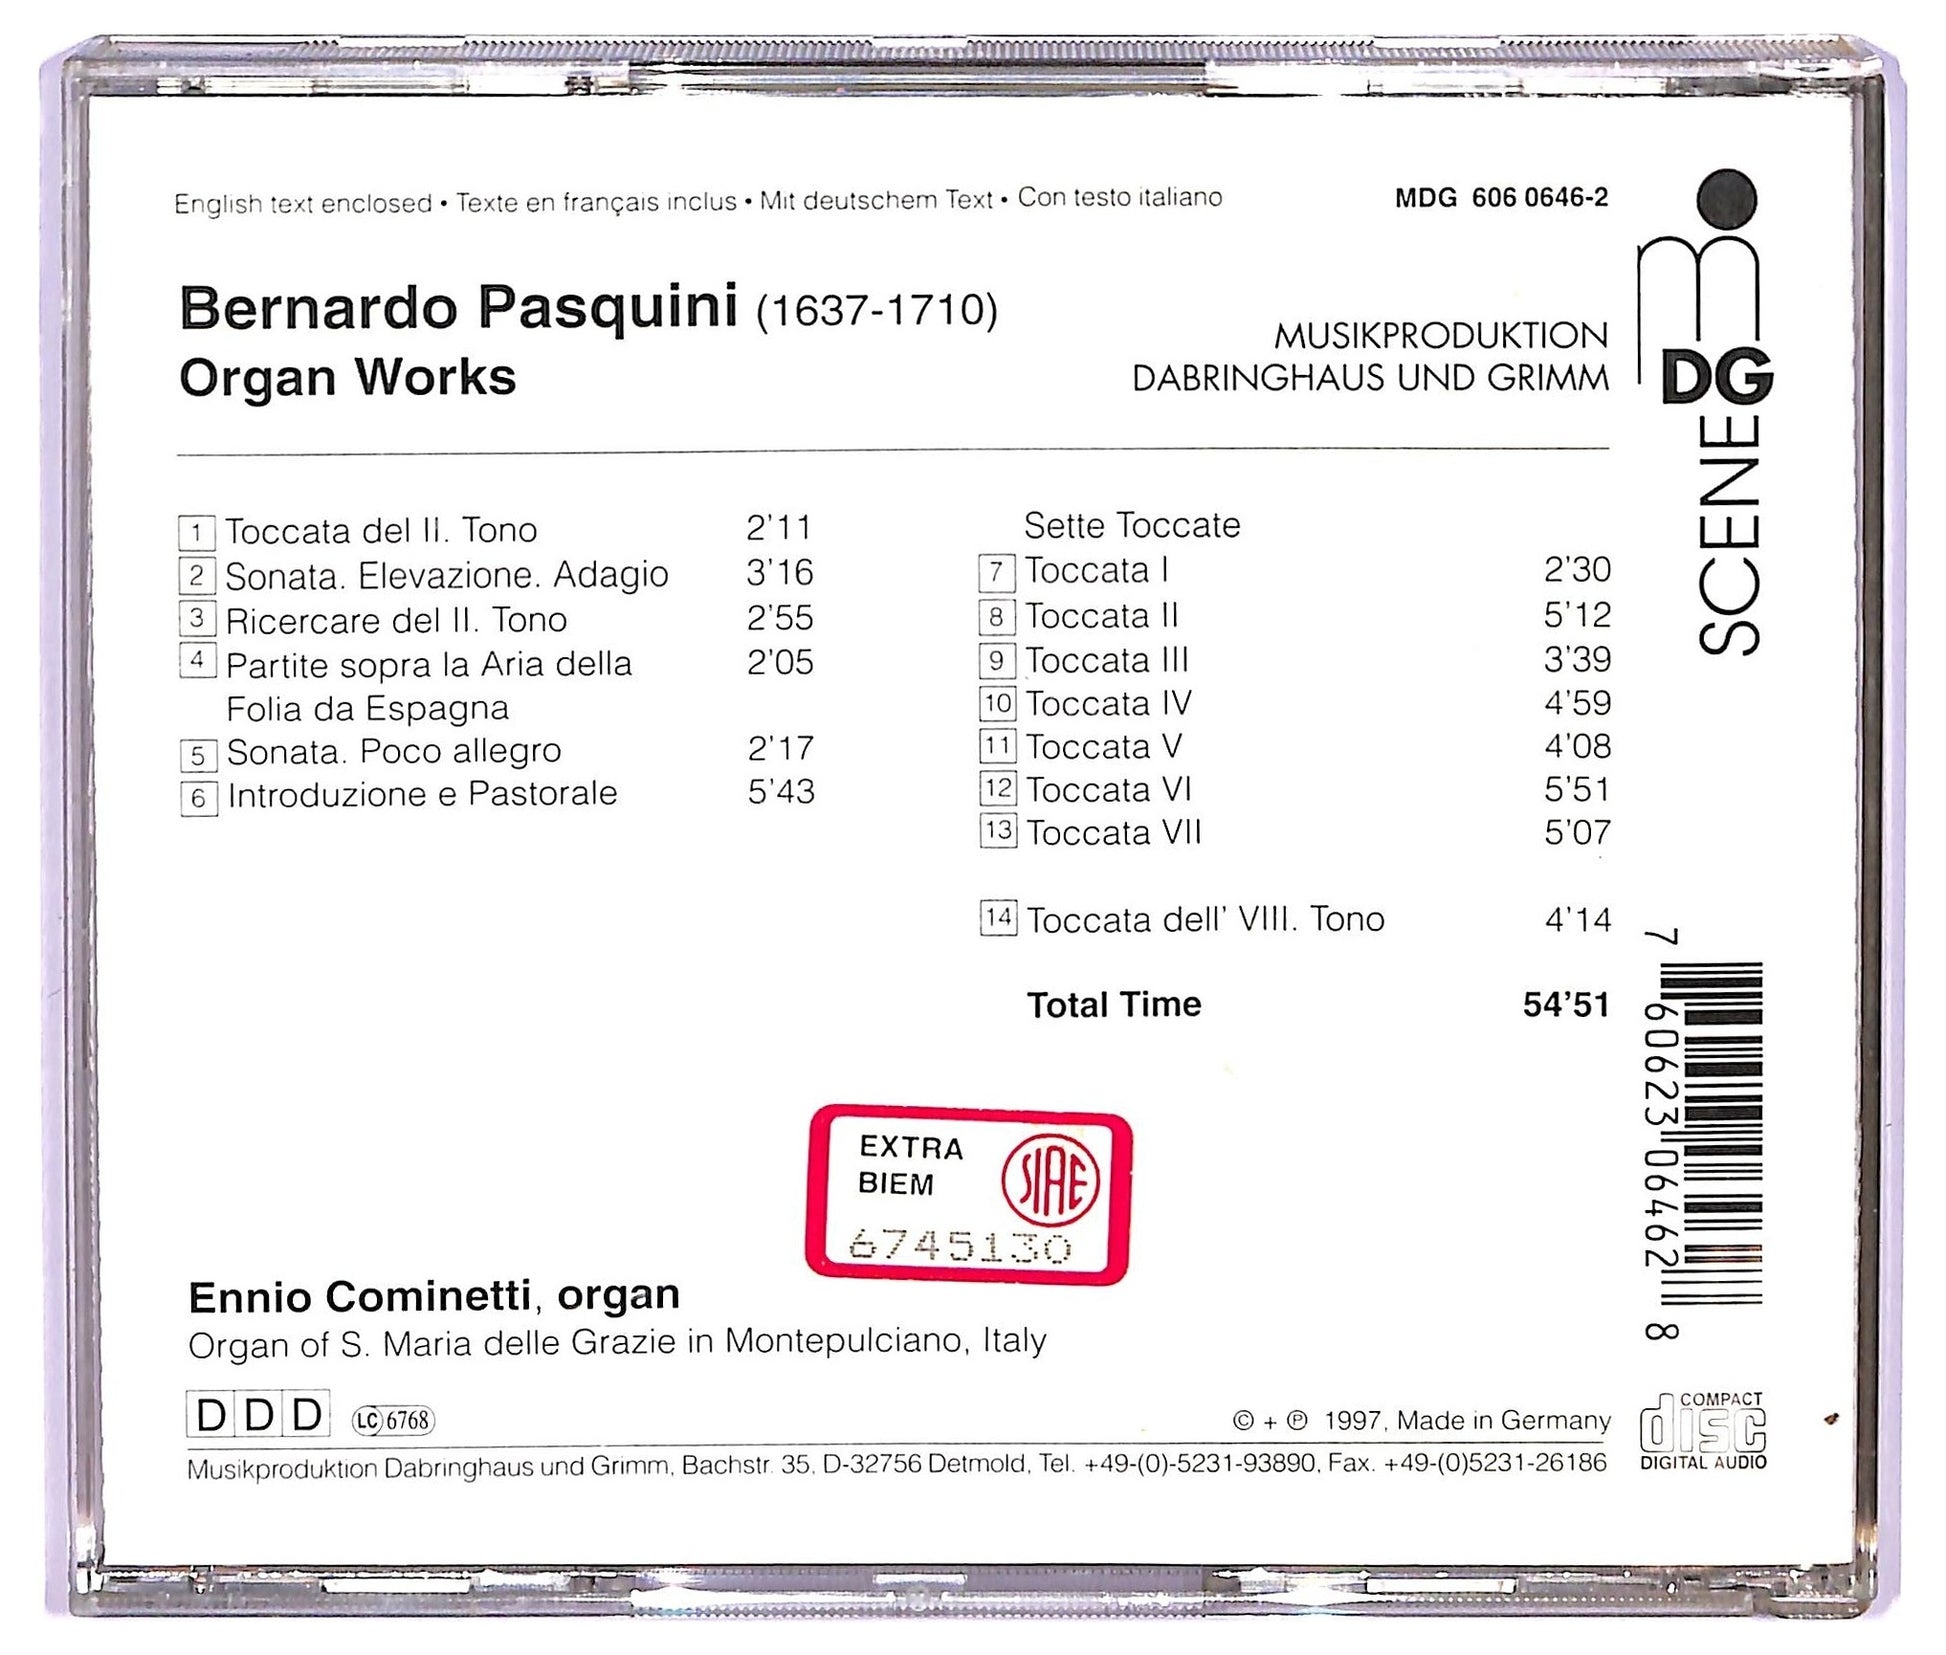 English text enclosed • Texte en français inclus • Mit deutschem Text • Con testo italiano
MDG 606 0646-2
Bernardo Pasquini (1637-1710)
Organ Works
MUSIKPRODUKTION
DABRINGHAUS UND GRIMM
DG
SCENE
1 Toccata del II. Tono 2'11
2 Sonata. Elevazione. Adagio 3'16
3 Ricercare del II. Tono 2'55
4 Partite sopra la Aria della 2'05
Folia da Espagna
5 Sonata. Poco allegro 2'17
6 Introduzione e Pastorale 5'43
Sette Toccate
7 Toccata I 2'30
8 Toccata II 5'12
9 Toccata III 3'39
10 Toccata IV 4'59
11 Toccata V 4'08
12 Toccata VI 5'51
13 Toccata VII 5'07
14 Toccata dell' VIII. Tono 4'14
Total Time 54'51
7 60623 06462 8
EXTRA
BIEM
SIAE
6745130
Ennio Cominetti, organ
Organ of S. Maria delle Grazie in Montepulciano, Italy
DDD LC 6768
© + ℗ 1997, Made in Germany
Musikproduktion Dabringhaus und Grimm, Bachstr. 35, D-32756 Detmold, Tel. +49-(0)-5231-93890, Fax. +49-(0)5231-26186
COMPACT
disc
DIGITAL AUDIO